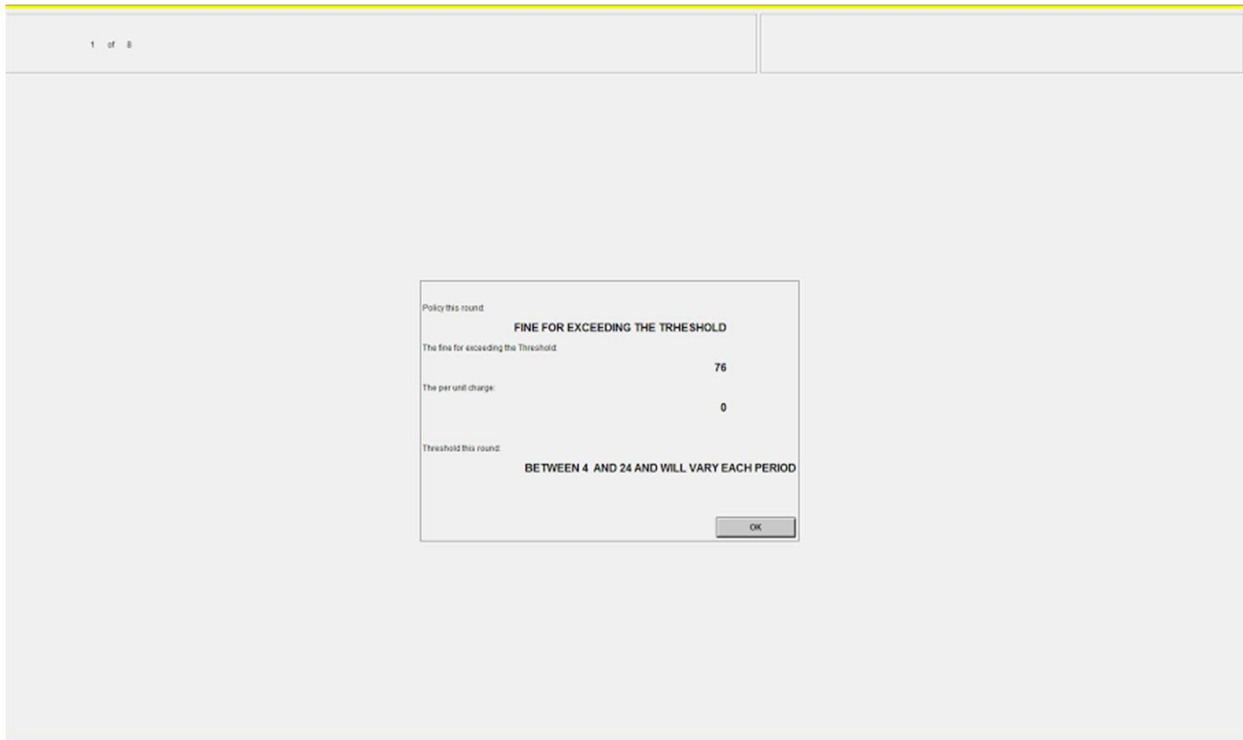 1 of 8
Policy this round:
FINE FOR EXCEEDING THE TRHESHOLD
The fine for exceeding the Threshold:
76
The per unit charge:
0
Threshold this round:
BETWEEN 4 AND 24 AND WILL VARY EACH PERIOD
OK